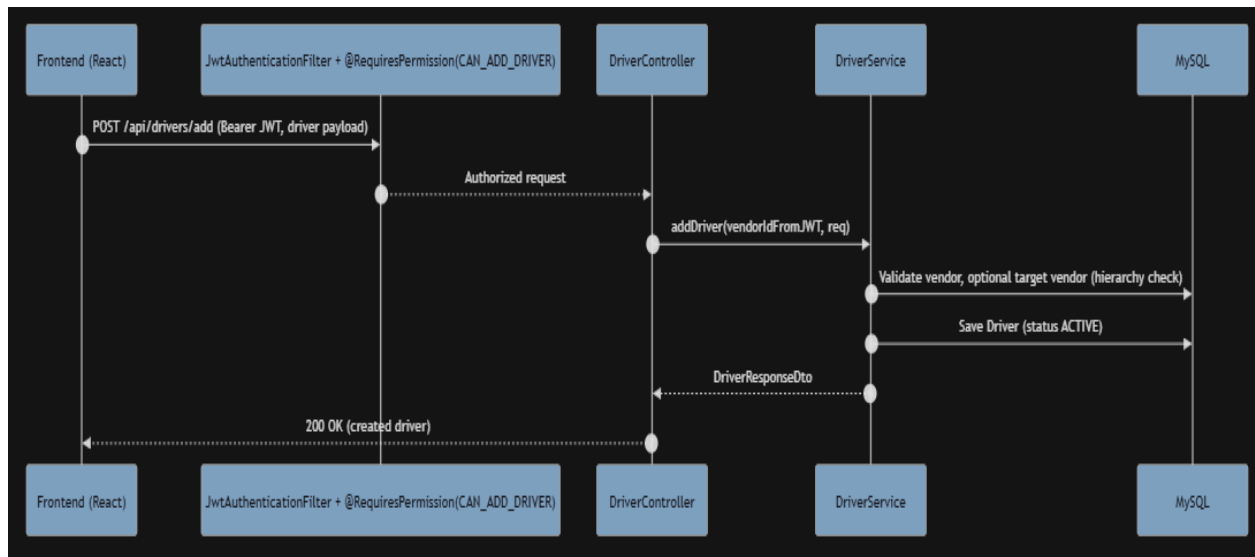 Frontend (React)
JwtAuthenticationFilter + @RequiresPermission(CAN_ADD_DRIVER)
DriverController
DriverService
MySQL
POST /api/drivers/add (Bearer JWT, driver payload)
Authorized request
addDriver(vendorIdFromJWT, req)
Validate vendor, optional target vendor (hierarchy check)
Save Driver (status ACTIVE)
DriverResponseDto
200 OK (created driver)
Frontend (React)
JwtAuthenticationFilter + @RequiresPermission(CAN_ADD_DRIVER)
DriverController
DriverService
MySQL